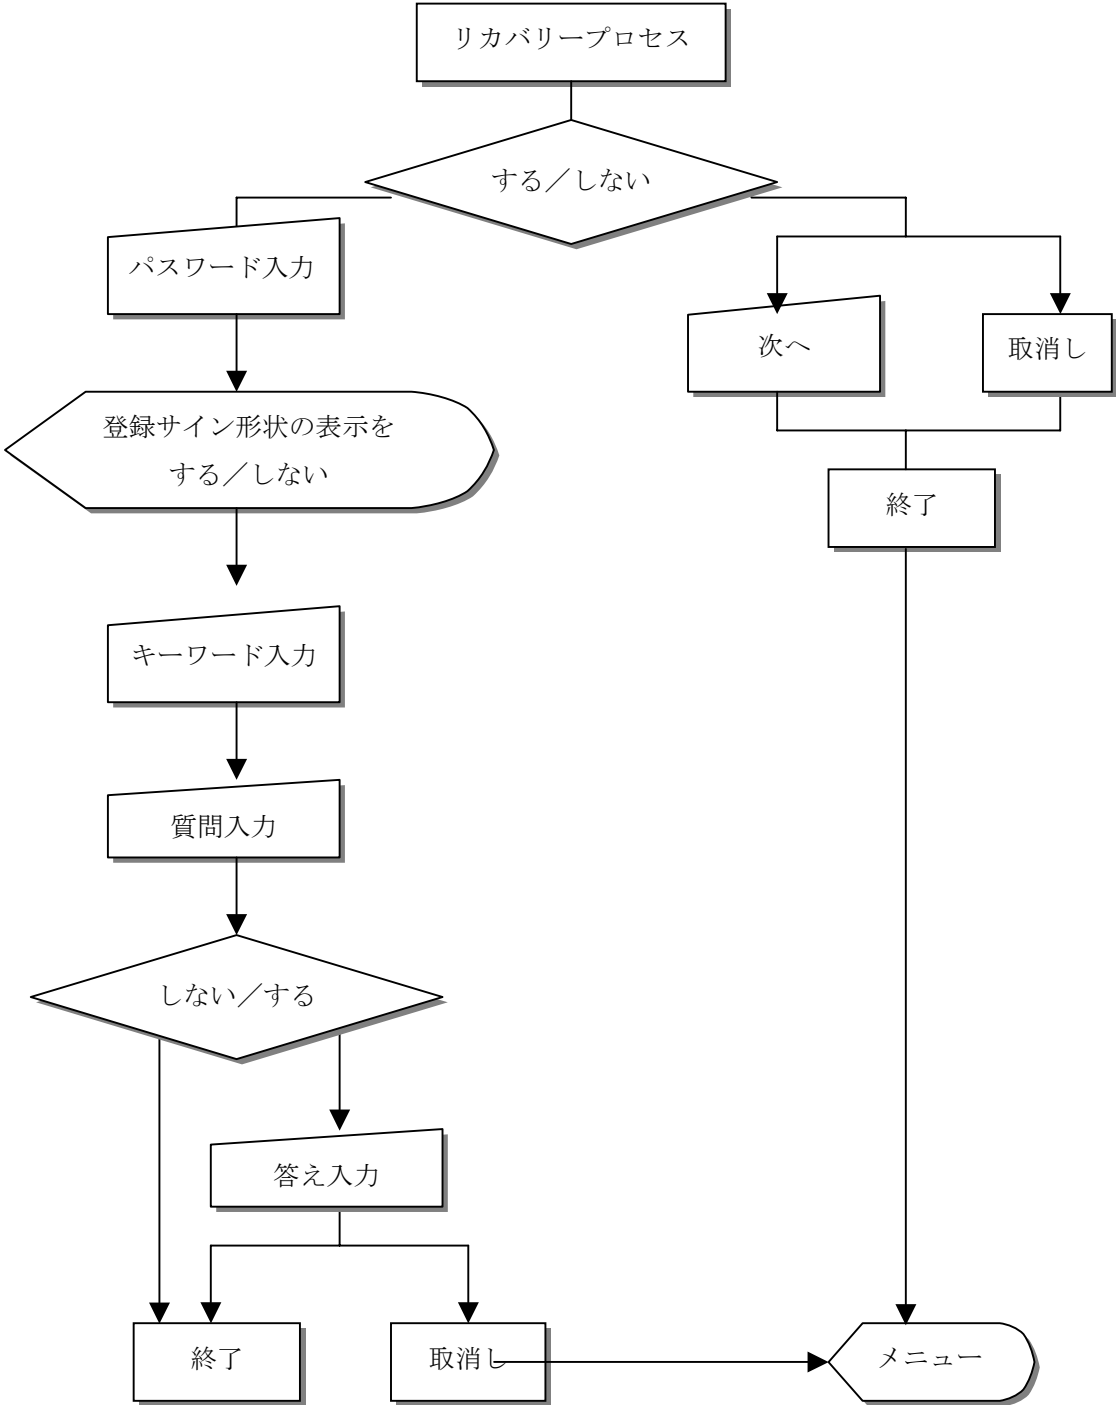 リカバリープロセス
する／しない
パスワード入力
次へ
取消し
登録サイン形状の表示を
する／しない
終了
キーワード入力
質問入力
しない／する
答え入力
終了
取消し
メニュー